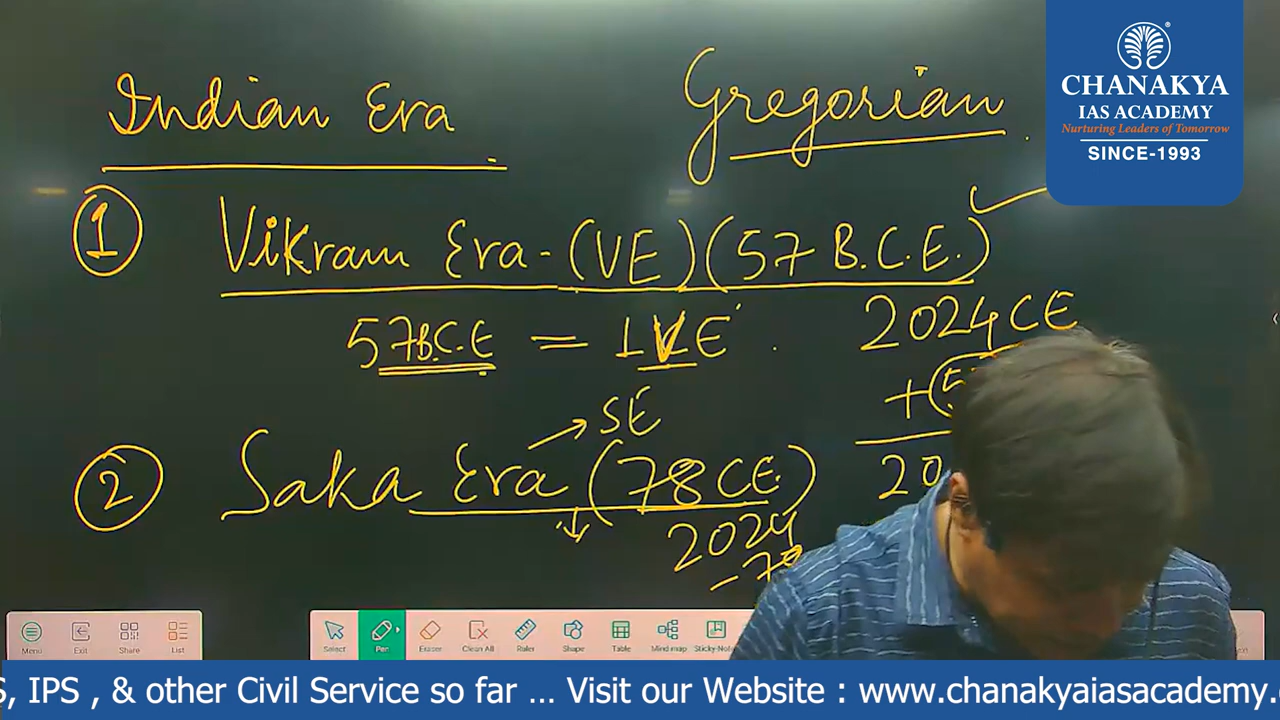 Indian Era
Gregorian
1 Vikram Era - (VE) (57 B.C.E.)
57 B.C.E = 1 VE
2024 CE
+
20
SE
2 Saka Era (78 CE)
2024
CHANAKYA
IAS ACADEMY
Nurturing Leaders of Tomorrow
SINCE-1993
Menu Exit Share List
Select Pen Eraser Clean All Ruler Shape Table Mind map
IPS , & other Civil Service so far ... Visit our Website : www.chanakyaiasacademy.